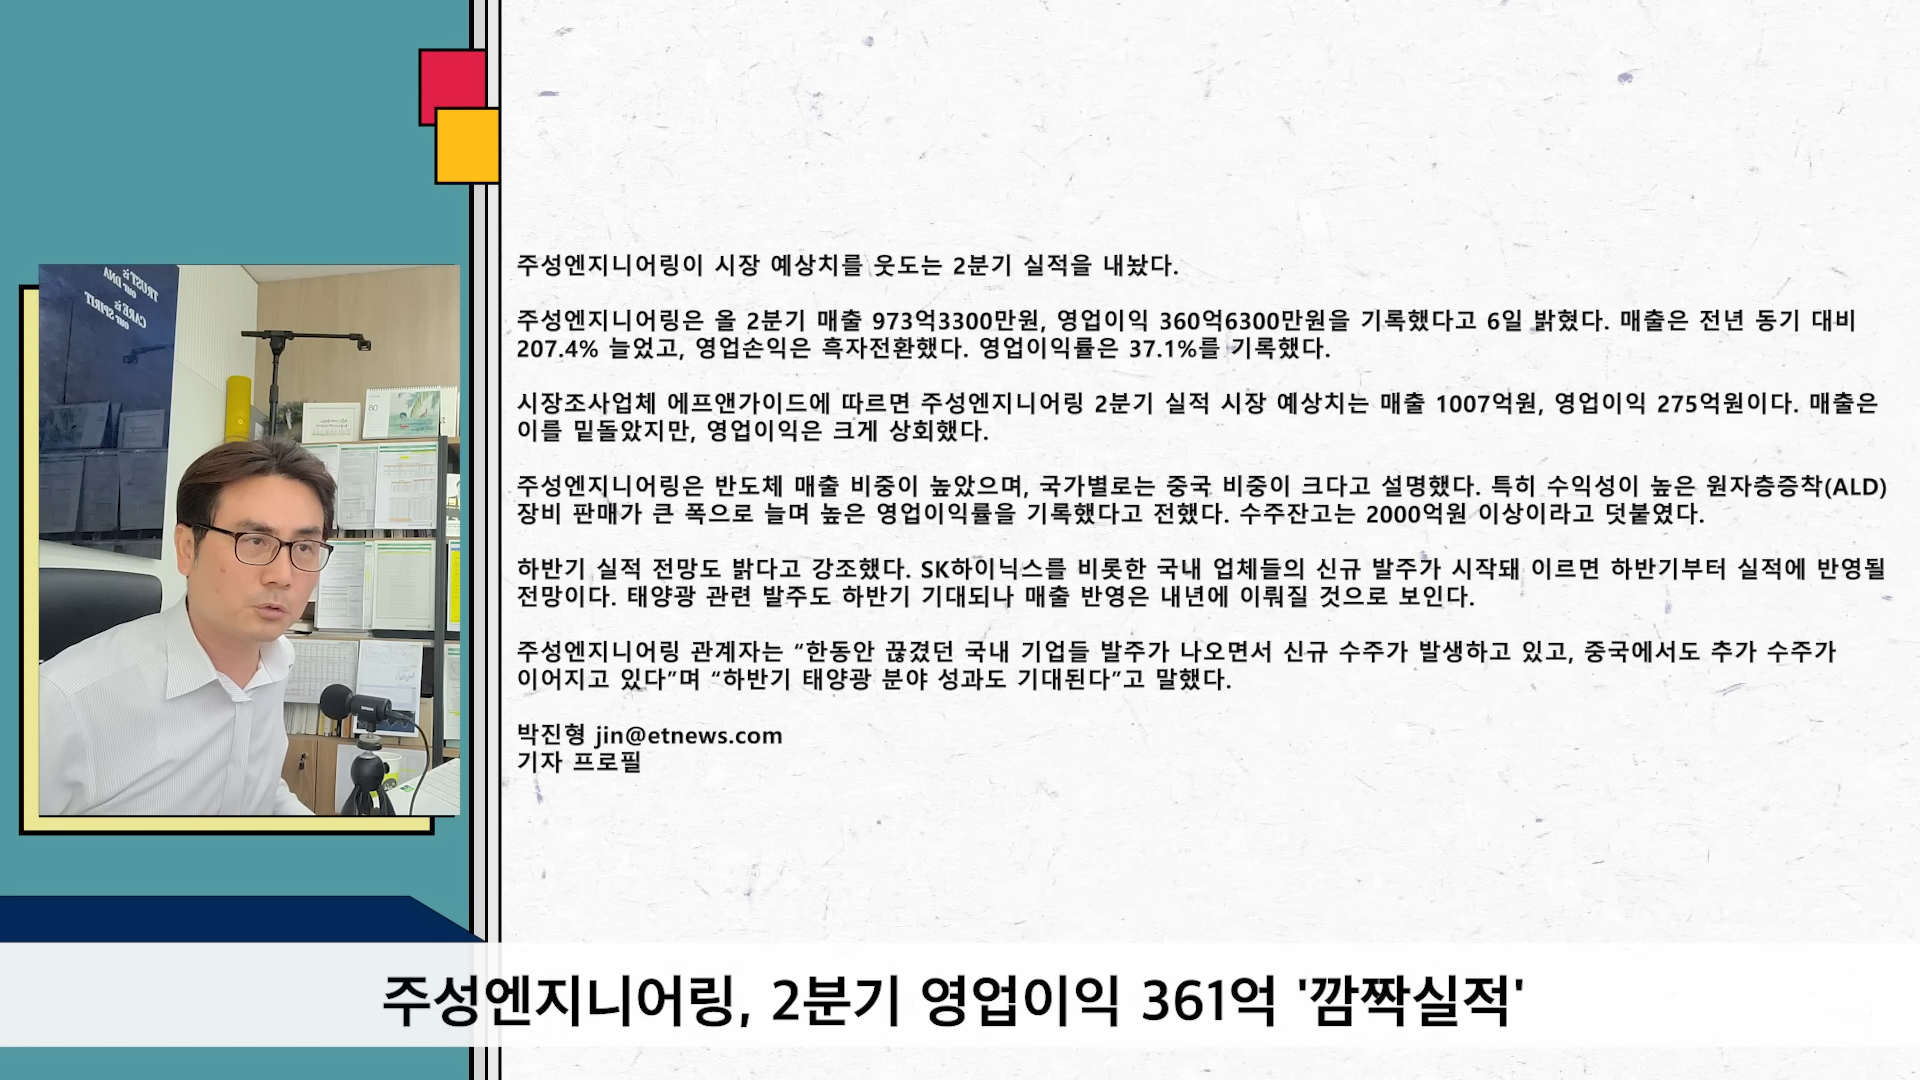 TRUST is
our DNA
CARE is
our SPIRIT
주성엔지니어링이 시장 예상치를 웃도는 2분기 실적을 내놨다.
주성엔지니어링은 올 2분기 매출 973억3300만원, 영업이익 360억6300만원을 기록했다고 6일 밝혔다. 매출은 전년 동기 대비
207.4% 늘었고, 영업손익은 흑자전환했다. 영업이익률은 37.1%를 기록했다.
시장조사업체 에프앤가이드에 따르면 주성엔지니어링 2분기 실적 시장 예상치는 매출 1007억원, 영업이익 275억원이다. 매출은
이를 밑돌았지만, 영업이익은 크게 상회했다.
주성엔지니어링은 반도체 매출 비중이 높았으며, 국가별로는 중국 비중이 크다고 설명했다. 특히 수익성이 높은 원자층증착(ALD)
장비 판매가 큰 폭으로 늘며 높은 영업이익률을 기록했다고 전했다. 수주잔고는 2000억원 이상이라고 덧붙였다.
하반기 실적 전망도 밝다고 강조했다. SK하이닉스를 비롯한 국내 업체들의 신규 발주가 시작돼 이르면 하반기부터 실적에 반영될
전망이다. 태양광 관련 발주도 하반기 기대되나 매출 반영은 내년에 이뤄질 것으로 보인다.
주성엔지니어링 관계자는 “한동안 끊겼던 국내 기업들 발주가 나오면서 신규 수주가 발생하고 있고, 중국에서도 추가 수주가
이어지고 있다”며 “하반기 태양광 분야 성과도 기대된다”고 말했다.
박진형 jin@etnews.com
기자 프로필
주성엔지니어링, 2분기 영업이익 361억 '깜짝실적'